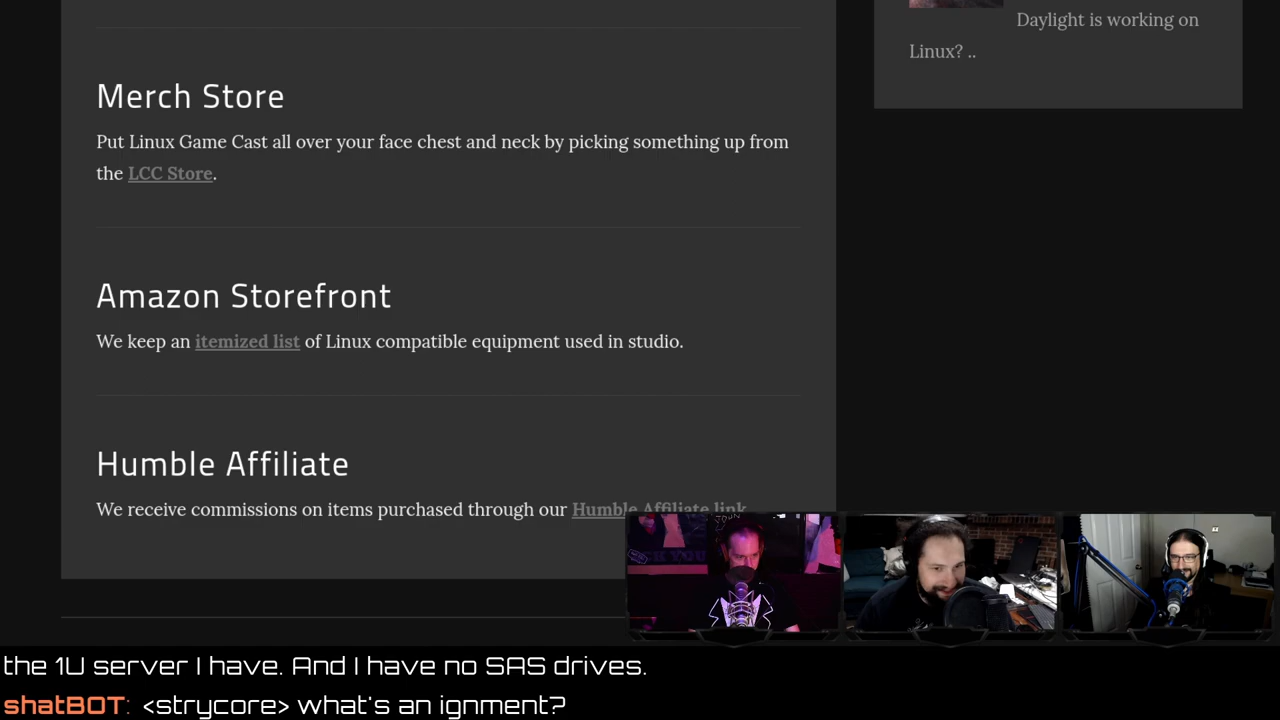 Daylight is working on
Linux? ..
Merch Store
Put Linux Game Cast all over your face chest and neck by picking something up from
the LCC Store.
Amazon Storefront
We keep an itemized list of Linux compatible equipment used in studio.
Humble Affiliate
We receive commissions on items purchased through our Humble Affiliate link
the 1U server I have. And I have no SAS drives.
shatBOT: <strycore> what's an ignment?